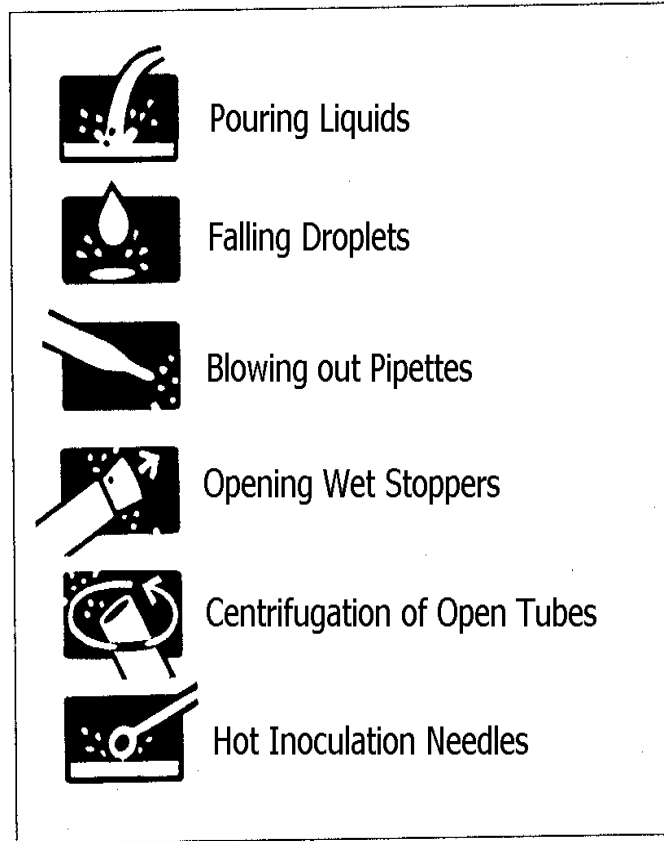 Pouring Liquids
Falling Droplets
Blowing out Pipettes
Opening Wet Stoppers
Centrifugation of Open Tubes
Hot Inoculation Needles